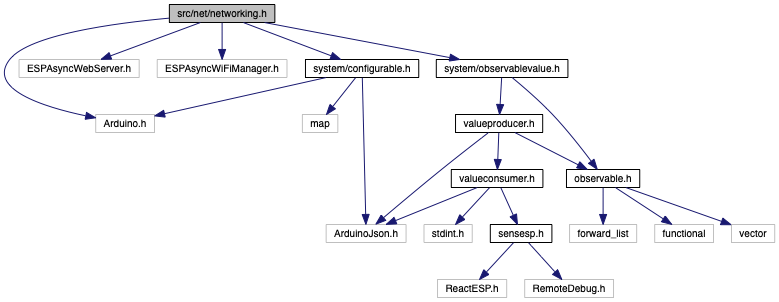 src/net/networking.h
ESPAsyncWebServer.h
ESPAsyncWiFiManager.h
system/configurable.h
system/observablevalue.h
Arduino.h
map
valueproducer.h
valueconsumer.h
observable.h
ArduinoJson.h
stdint.h
sensesp.h
forward_list
functional
vector
ReactESP.h
RemoteDebug.h